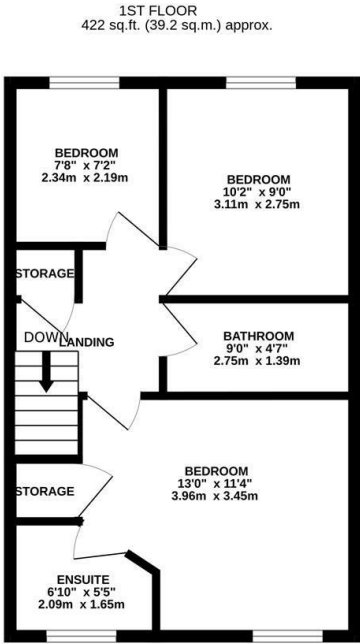 1ST FLOOR
422 sq.ft. (39.2 sq.m.) approx.
BEDROOM
7'8" x 7'2"
2.34m x 2.19m
BEDROOM
10'2" x 9'0"
3.11m x 2.75m
STORAGE
DOWN
LANDING
BATHROOM
9'0" x 4'7"
2.75m x 1.39m
BEDROOM
13'0" x 11'4"
3.96m x 3.45m
STORAGE
ENSUITE
6'10" x 5'5"
2.09m x 1.65m